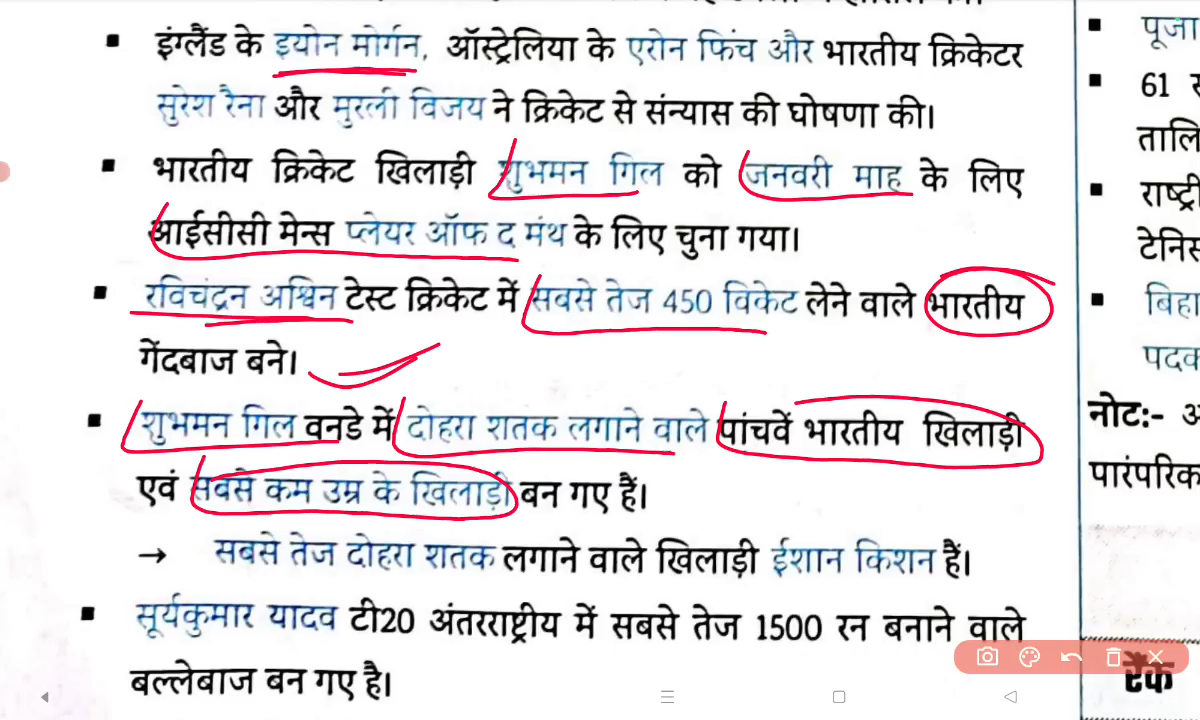 इंग्लैंड के इयोन मोर्गन, ऑस्ट्रेलिया के एरोन फिंच और भारतीय क्रिकेटर
सुरेश रैना और मुरली विजय ने क्रिकेट से संन्यास की घोषणा की।
भारतीय क्रिकेट खिलाड़ी शुभमन गिल को जनवरी माह के लिए
आईसीसी मेन्स प्लेयर ऑफ द मंथ के लिए चुना गया।
रविचंद्रन अश्विन टेस्ट क्रिकेट में सबसे तेज 450 विकेट लेने वाले भारतीय
गेंदबाज बने।
शुभमन गिल वनडे में दोहरा शतक लगाने वाले पांचवें भारतीय खिलाड़ी
एवं सबसे कम उम्र के खिलाड़ी बन गए हैं।
→ सबसे तेज दोहरा शतक लगाने वाले खिलाड़ी ईशान किशन हैं।
सूर्यकुमार यादव टी20 अंतरराष्ट्रीय में सबसे तेज 1500 रन बनाने वाले
बल्लेबाज बन गए है।
पूजा
61
नोट:-
रैंक